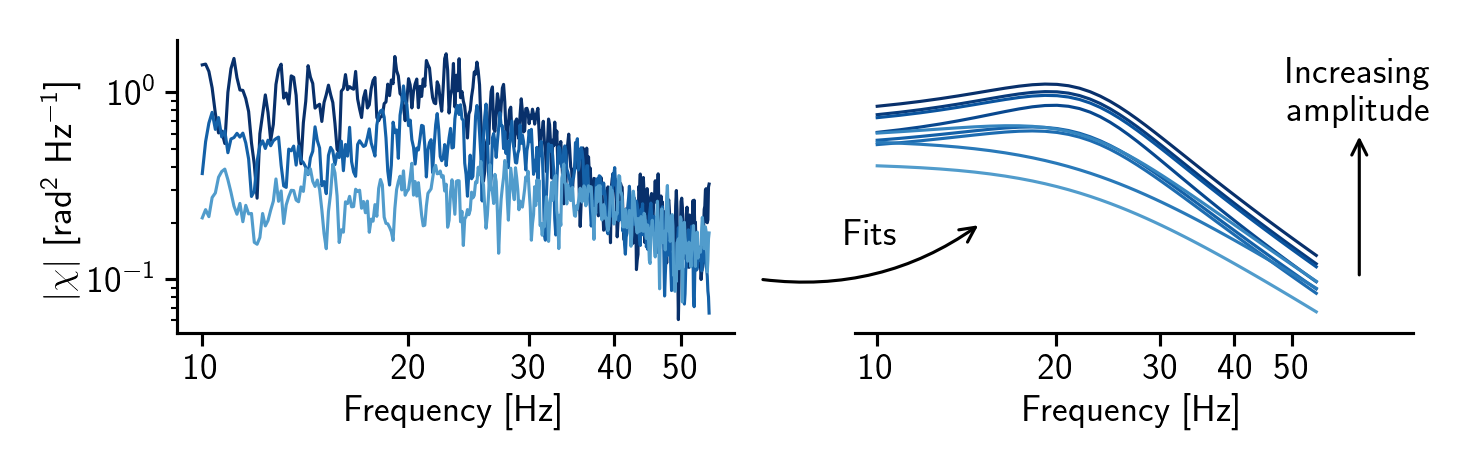 |χ| [rad² Hz⁻¹]
10⁰
10⁻¹
10 20 30 40 50
Frequency [Hz]
Fits
Increasing
amplitude
10 20 30 40 50
Frequency [Hz]